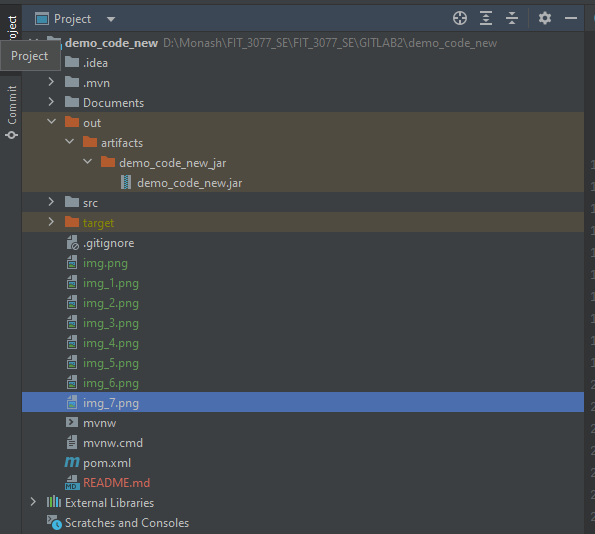 Project
demo_code_new D:\Monash\FIT_3077_SE\FIT_3077_SE\GITLAB2\demo_code_new
Project
.idea
.mvn
Commit
Documents
out
artifacts
demo_code_new_jar
demo_code_new.jar
src
target
.gitignore
img.png
img_1.png
img_2.png
img_3.png
img_4.png
img_5.png
img_6.png
img_7.png
mvnw
mvnw.cmd
pom.xml
README.md
External Libraries
Scratches and Consoles